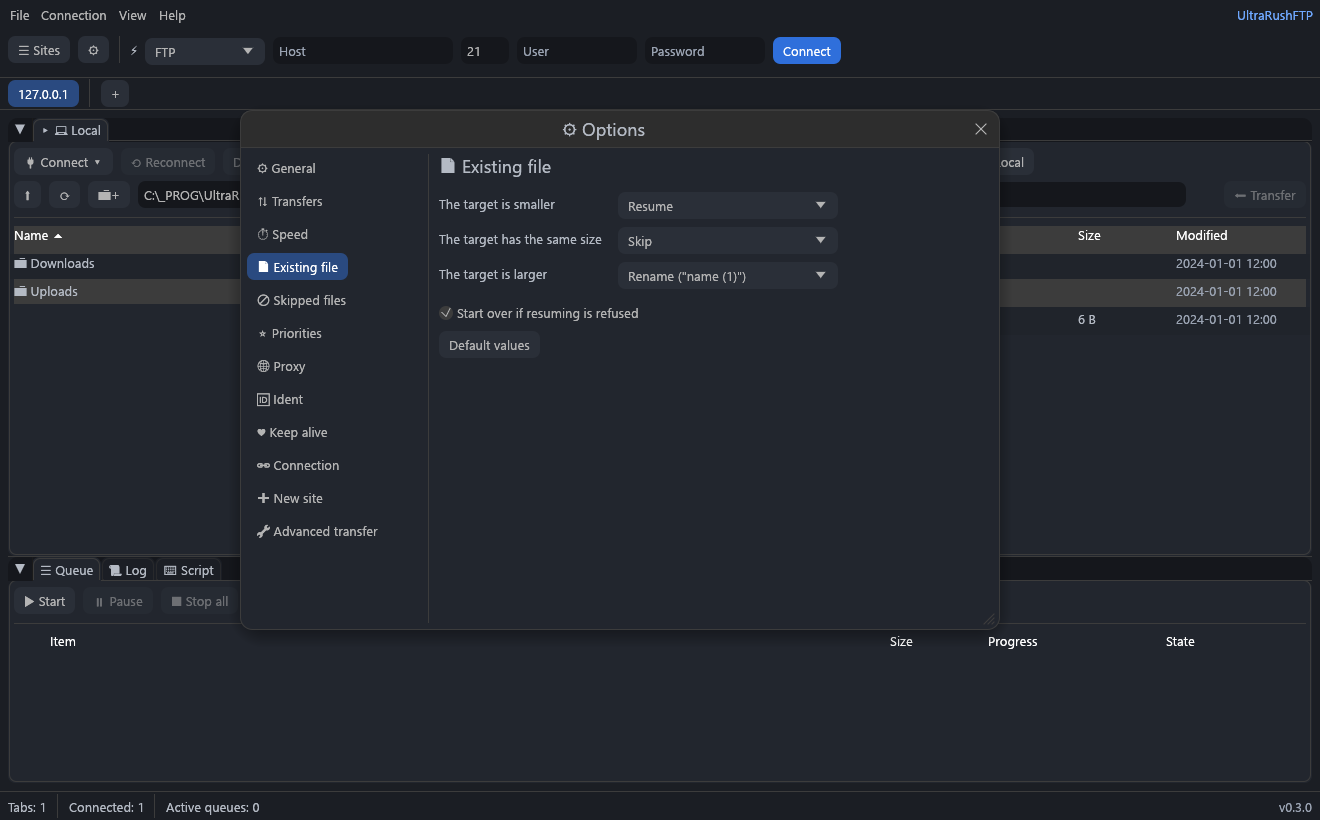 File Connection View Help UltraRushFTP
Sites FTP Host 21 User Password Connect
127.0.0.1 +
Local
Connect Reconnect
C:\_PROG\UltraR Transfer
Name Size Modified
Downloads 2024-01-01 12:00
Uploads 2024-01-01 12:00
6 B 2024-01-01 12:00
Options
General
Transfers
Speed
Existing file
Skipped files
Priorities
Proxy
Ident
Keep alive
Connection
New site
Advanced transfer
Existing file
The target is smaller Resume
The target has the same size Skip
The target is larger Rename ("name (1)")
Start over if resuming is refused
Default values
Queue Log Script
Start Pause Stop all
Item Size Progress State
Tabs: 1 Connected: 1 Active queues: 0 v0.3.0